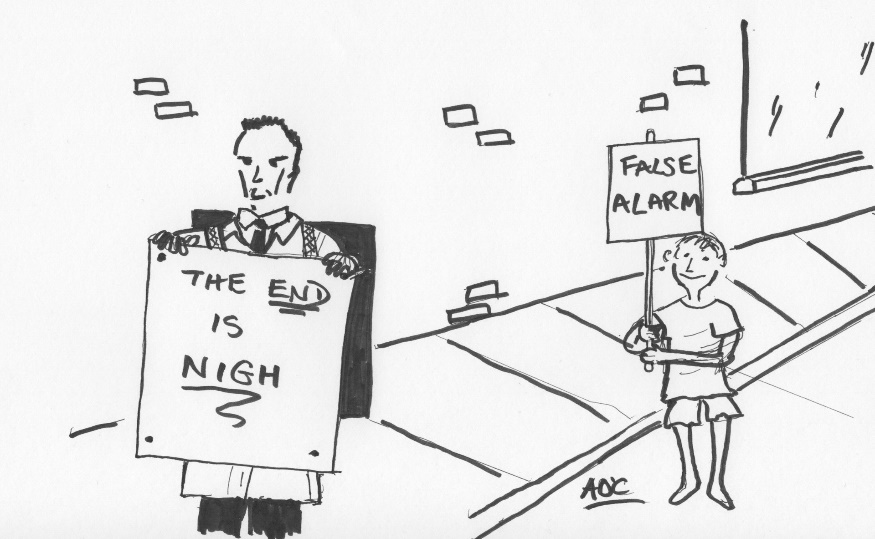 THE END
IS
NIGH
FALSE
ALARM
AOC